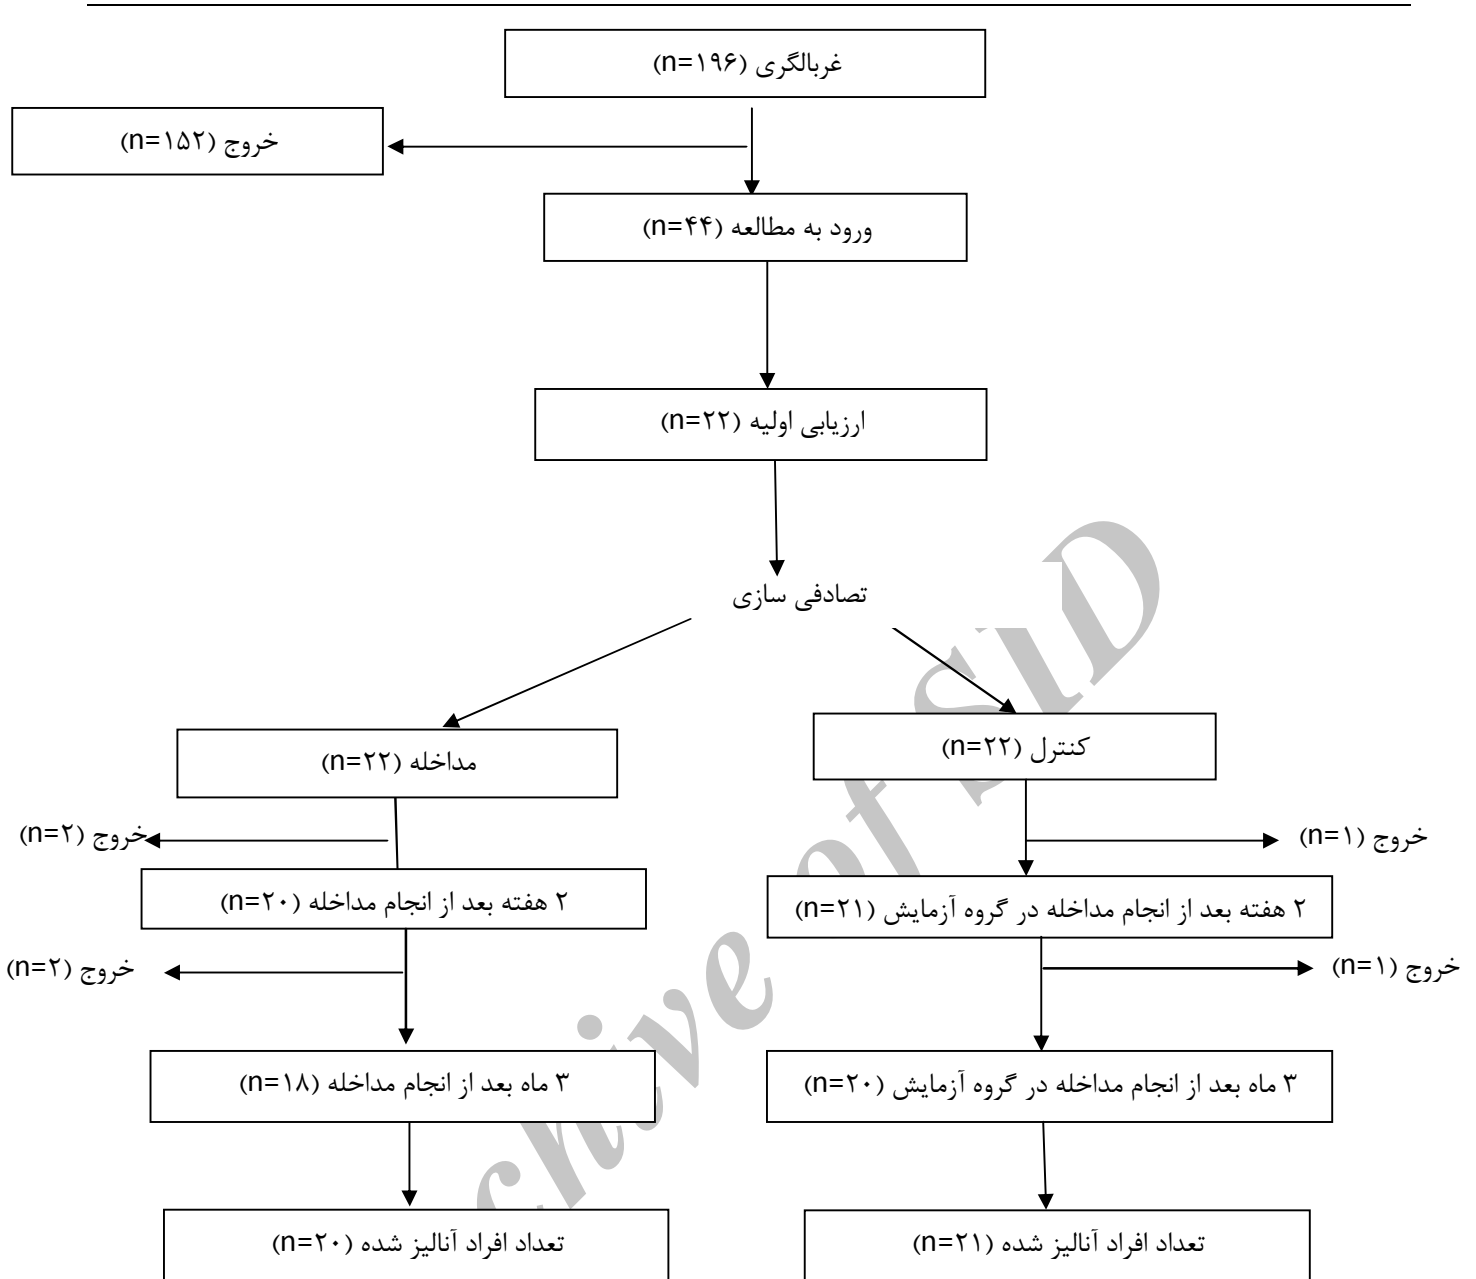 غربالگری (n=۱۹۶)
خروج (n=۱۵۲)
ورود به مطالعه (n=۴۴)
ارزیابی اولیه (n=۲۲)
تصادفی سازی
کنترل (n=۲۲)
مداخله (n=۲۲)
خروج (n=۱)
خروج (n=۲)
۲ هفته بعد از انجام مداخله در گروه آزمایش (n=۲۱)
۲ هفته بعد از انجام مداخله (n=۲۰)
خروج (n=۱)
خروج (n=۲)
۳ ماه بعد از انجام مداخله در گروه آزمایش (n=۲۰)
۳ ماه بعد از انجام مداخله (n=۱۸)
تعداد افراد آنالیز شده (n=۲۱)
تعداد افراد آنالیز شده (n=۲۰)
chive of SID